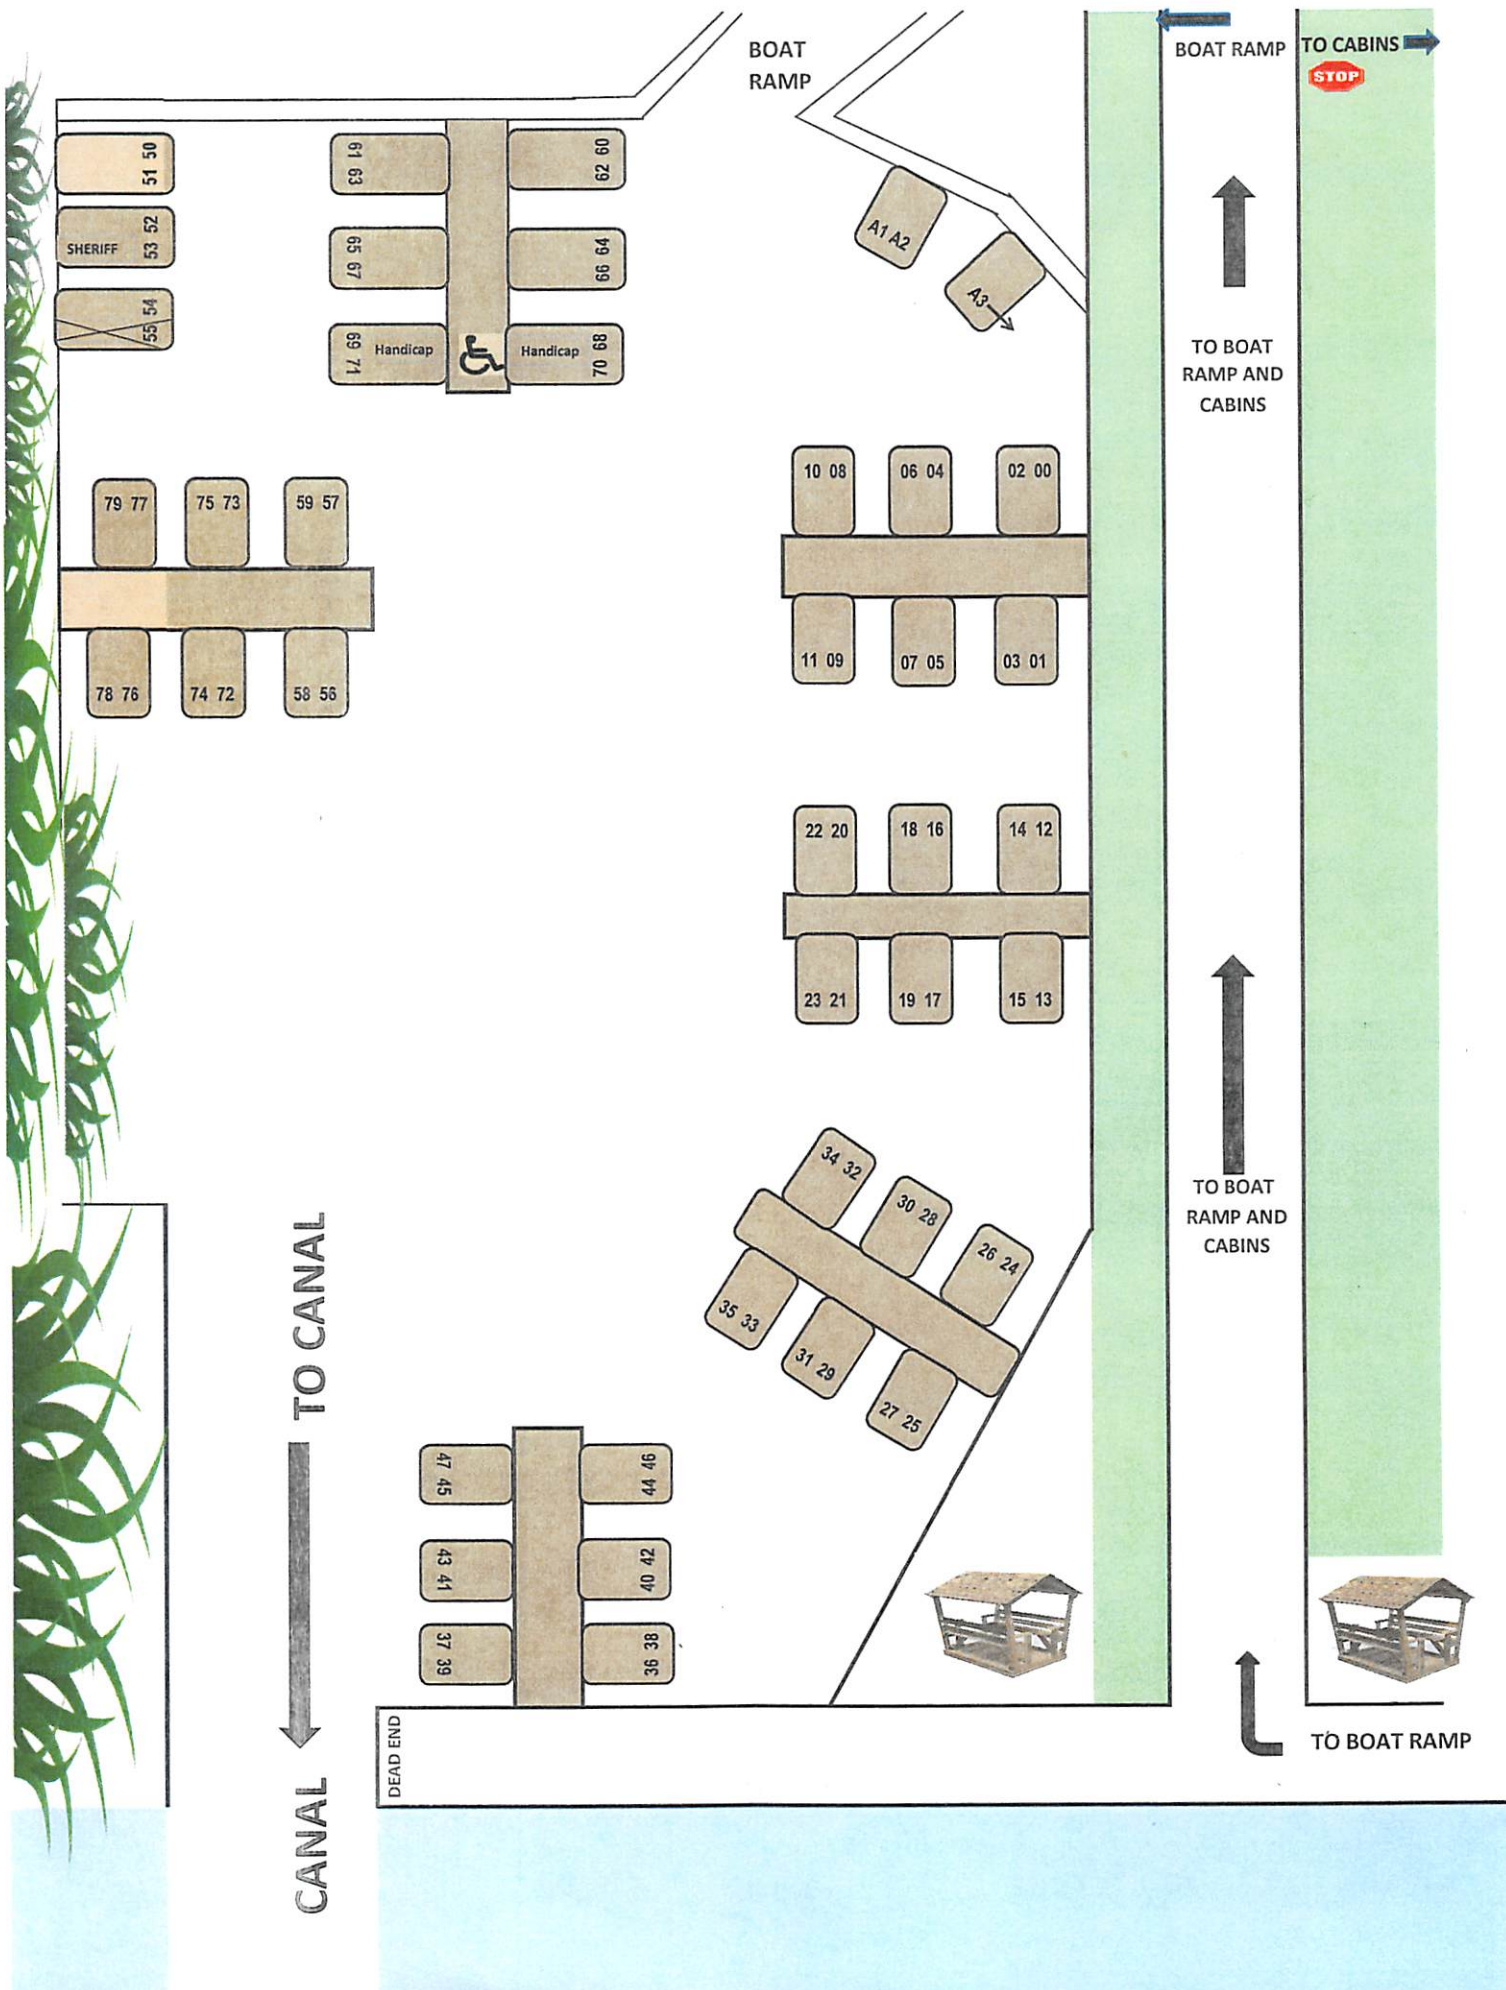 BOAT
RAMP
BOAT RAMP
TO CABINS
STOP
51 50
SHERIFF
53 52
55 54
61 63
62 60
65 67
66 64
69 71
Handicap
Handicap
70 68
A1 A2
A3
TO BOAT
RAMP AND
CABINS
10 08
06 04
02 00
79 77
75 73
59 57
11 09
07 05
03 01
78 76
74 72
58 56
22 20
18 16
14 12
23 21
19 17
15 13
34 32
30 28
26 24
TO BOAT
RAMP AND
CABINS
35 33
31 29
27 25
TO CANAL
47 45
44 46
43 41
40 42
37 39
36 38
DEAD END
TO BOAT RAMP
CANAL